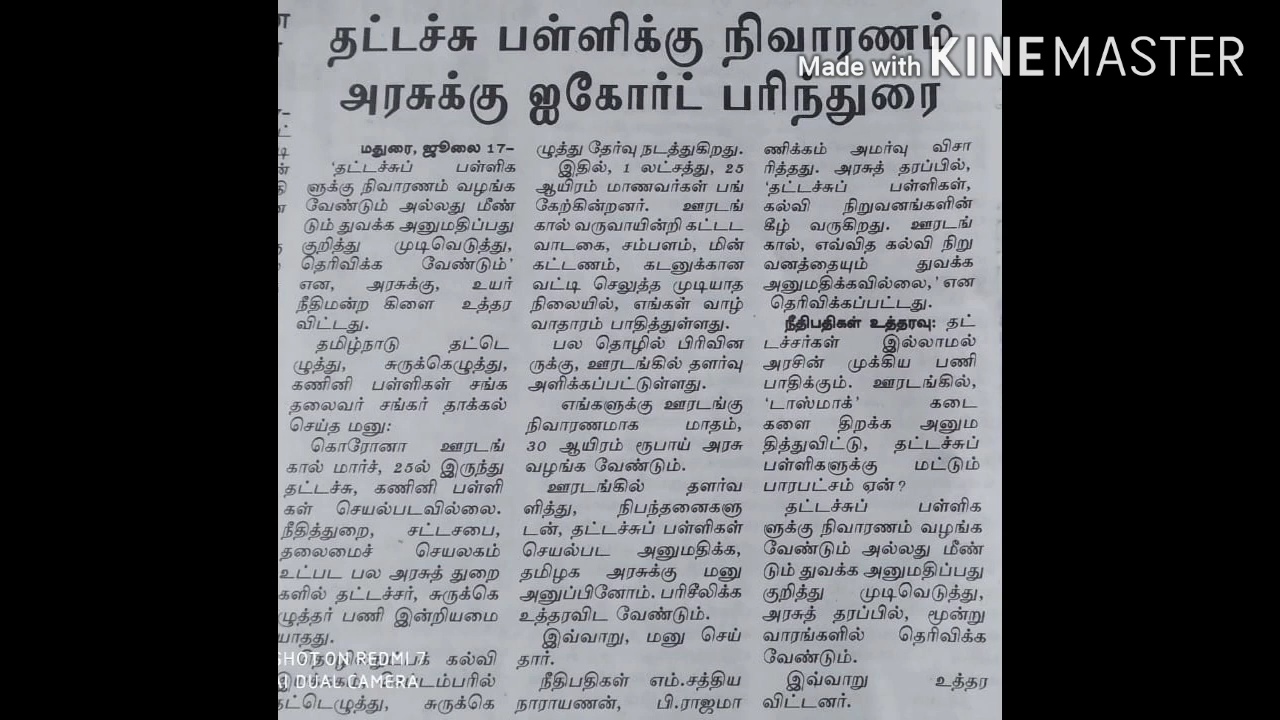 தட்டச்சு பள்ளிக்கு நிவாரணம்
அரசுக்கு ஐகோர்ட் பரிந்துரை
Made with KINEMASTER
மதுரை, ஜூலை 17–
‘தட்டச்சுப் பள்ளிக
ளுக்கு நிவாரணம் வழங்க
வேண்டும் அல்லது மீண்
டும் துவக்க அனுமதிப்பது
குறித்து முடிவெடுத்து,
தெரிவிக்க வேண்டும்’
என, அரசுக்கு, உயர்
நீதிமன்ற கிளை உத்தர
விட்டது.
தமிழ்நாடு தட்டெ
ழுத்து, சுருக்கெழுத்து,
கணினி பள்ளிகள் சங்க
தலைவர் சங்கர் தாக்கல்
செய்த மனு:
கொரோனா ஊரடங்
கால் மார்ச், 25ல் இருந்து
தட்டச்சு, கணினி பள்ளி
கள் செயல்படவில்லை.
நீதித்துறை, சட்டசபை,
தலைமைச் செயலகம்
உட்பட பல அரசுத் துறை
களில் தட்டச்சர், சுருக்கெ
ழுத்தர் பணி இன்றியமை
யாதது.
கல்வி
SHOT ON REDMI 7
AI DUAL CAMERA
தட்டெழுத்து, சுருக்கெ
ழுத்து தேர்வு நடத்துகிறது.
இதில், 1 லட்சத்து, 25
ஆயிரம் மாணவர்கள் பங்
கேற்கின்றனர். ஊரடங்
கால் வருவாயின்றி கட்டட
வாடகை, சம்பளம், மின்
கட்டணம், கடனுக்கான
வட்டி செலுத்த முடியாத
நிலையில், எங்கள் வாழ்
வாதாரம் பாதித்துள்ளது.
பல தொழில் பிரிவின
ருக்கு, ஊரடங்கில் தளர்வு
அளிக்கப்பட்டுள்ளது.
எங்களுக்கு ஊரடங்கு
நிவாரணமாக மாதம்,
30 ஆயிரம் ரூபாய் அரசு
வழங்க வேண்டும்.
ஊரடங்கில் தளர்வ
ளித்து, நிபந்தனைகளு
டன், தட்டச்சுப் பள்ளிகள்
செயல்பட அனுமதிக்க,
தமிழக அரசுக்கு மனு
அனுப்பினோம். பரிசீலிக்க
உத்தரவிட வேண்டும்.
இவ்வாறு, மனு செய்
தார்.
நீதிபதிகள் எம்.சத்திய
நாராயணன், பி.ராஜமா
ணிக்கம் அமர்வு விசா
ரித்தது. அரசுத் தரப்பில்,
‘தட்டச்சுப் பள்ளிகள்,
கல்வி நிறுவனங்களின்
கீழ் வருகிறது. ஊரடங்
கால், எவ்வித கல்வி நிறு
வனத்தையும் துவக்க
அனுமதிக்கவில்லை,’ என
தெரிவிக்கப்பட்டது.
நீதிபதிகள் உத்தரவு: தட்
டச்சர்கள் இல்லாமல்
அரசின் முக்கிய பணி
பாதிக்கும். ஊரடங்கில்,
‘டாஸ்மாக்’ கடை
களை திறக்க அனும
தித்துவிட்டு, தட்டச்சுப்
பள்ளிகளுக்கு மட்டும்
பாரபட்சம் ஏன்?
தட்டச்சுப் பள்ளிக
ளுக்கு நிவாரணம் வழங்க
வேண்டும் அல்லது மீண்
டும் துவக்க அனுமதிப்பது
குறித்து முடிவெடுத்து,
அரசுத் தரப்பில், மூன்று
வாரங்களில் தெரிவிக்க
வேண்டும்.
இவ்வாறு உத்தர
விட்டனர்.